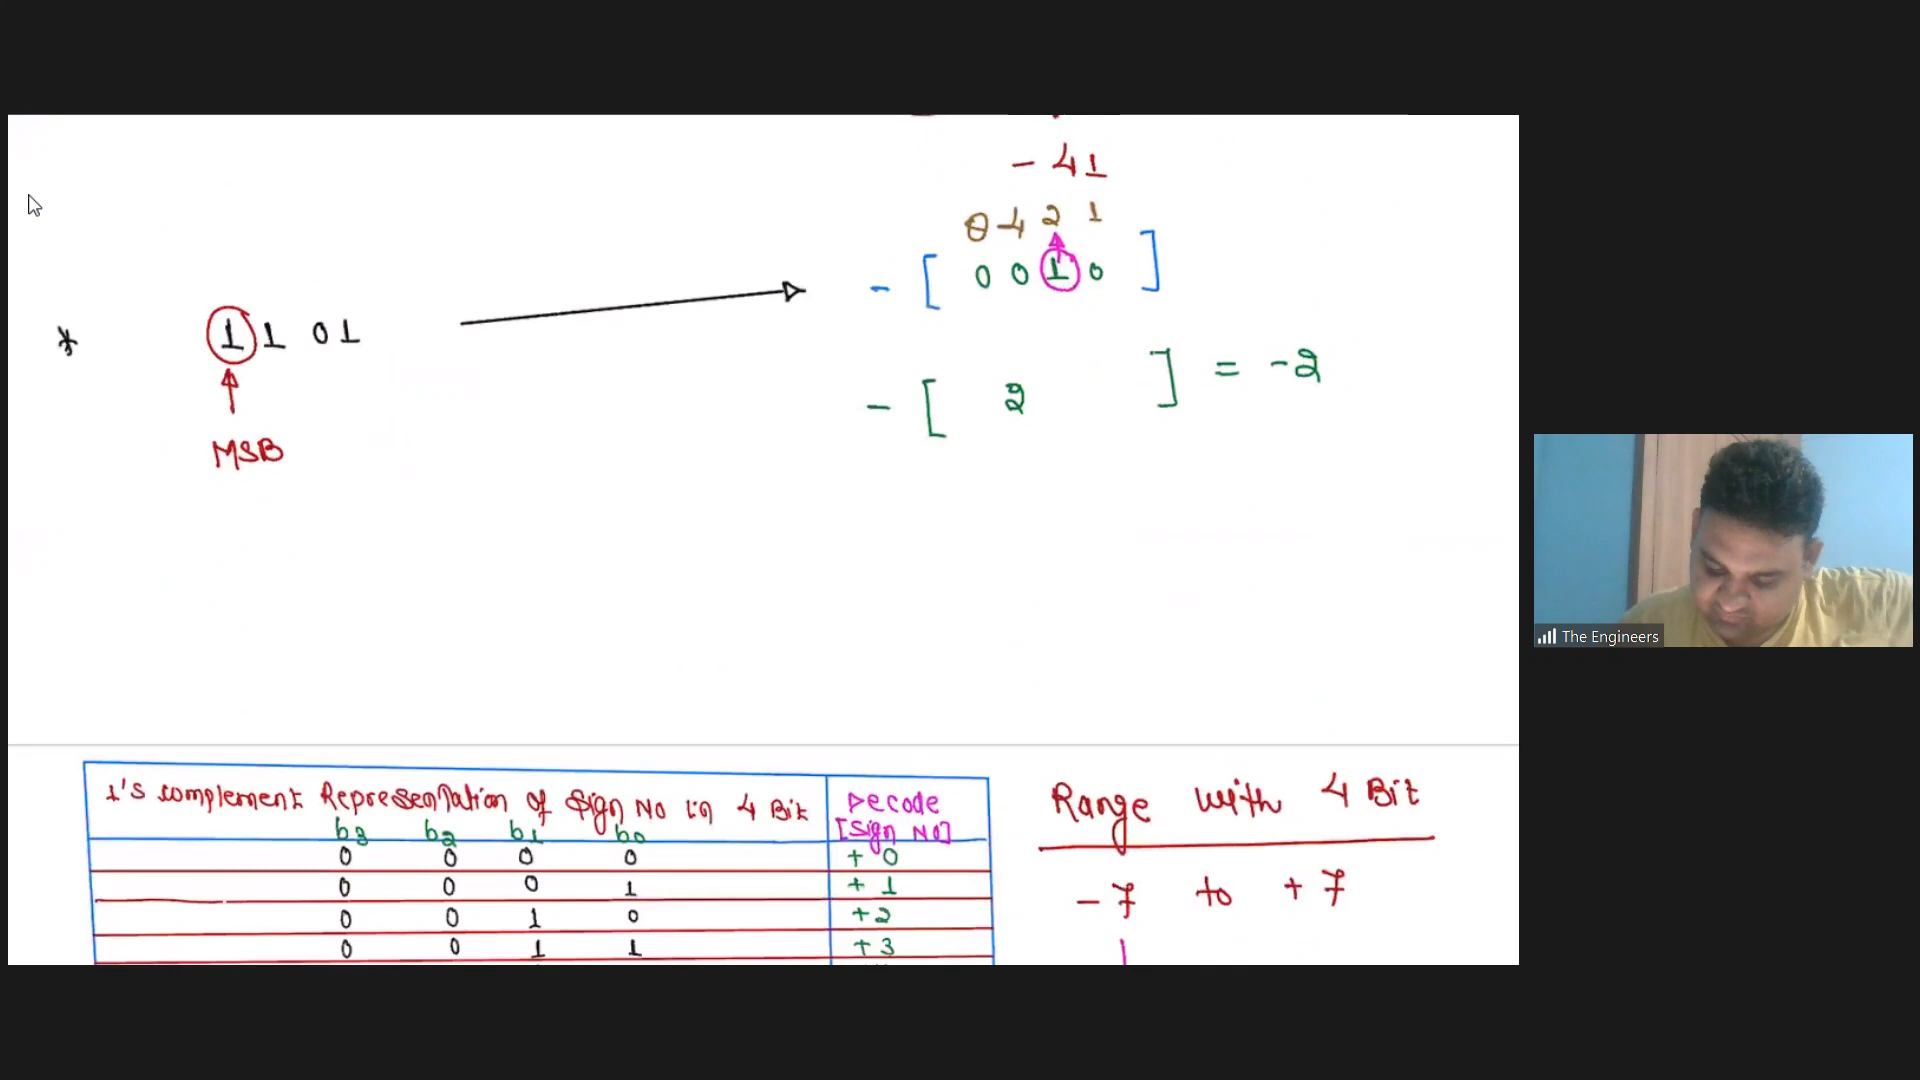 - 41
8 4 2 1
- [ 0 0 1 0 ]
* 1 1 0 1
- [ 2 ] = -2
MSB
1's complement Representation of Sign No in 4 Bit
Decode [Sign No]
b3 b2 b1 b0
0 0 0 0 + 0
0 0 0 1 + 1
0 0 1 0 +2
0 0 1 1 + 3
Range with 4 Bit
- 7 to + 7
The Engineers